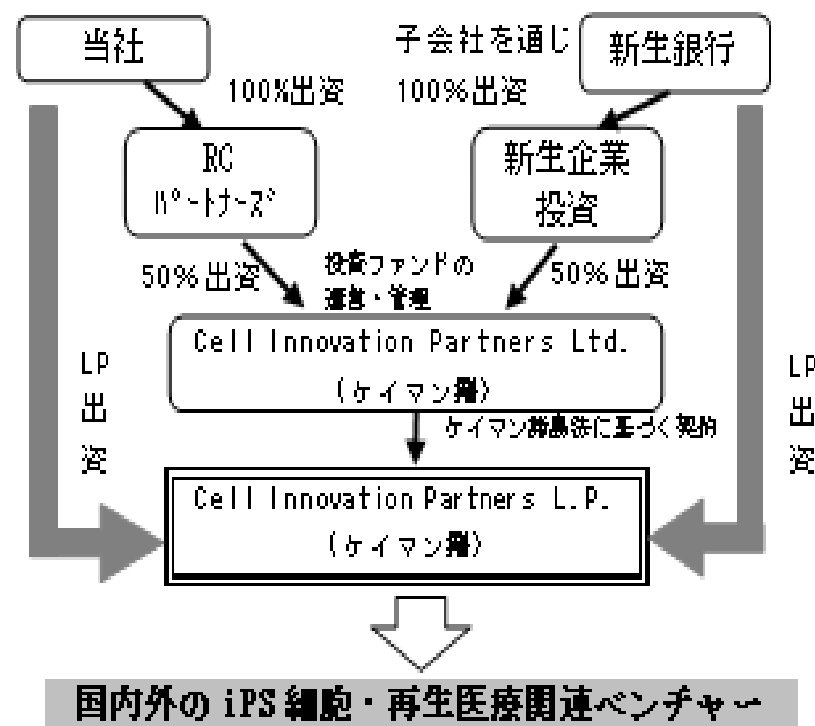 当社
子会社を通じ
新生銀行
100%出資
100%出資
RC
パートナーズ
新生企業
投資
50%出資
投資ファンドの
運営・管理
50%出資
Cell Innovation Partners Ltd.
(ケイマン籍)
LP
出
資
LP
出
資
ケイマン諸島法に基づく契約
Cell Innovation Partners L.P.
(ケイマン籍)
国内外の iPS 細胞・再生医療関連ベンチャー